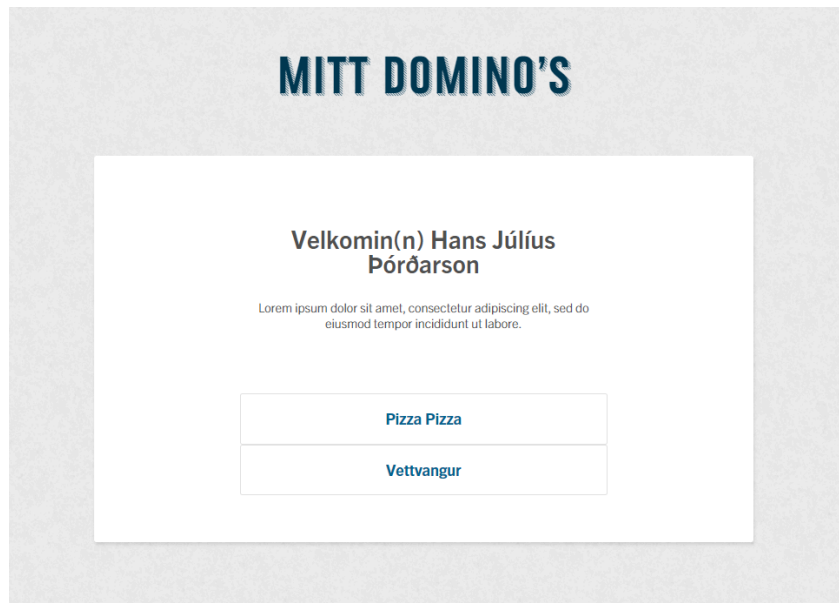 MITT DOMINO'S
Velkomin(n) Hans Júlíus
Þórðarson
Lorem ipsum dolor sit amet, consectetur adipiscing elit, sed do
eiusmod tempor incididunt ut labore.
Pizza Pizza
Vettvangur